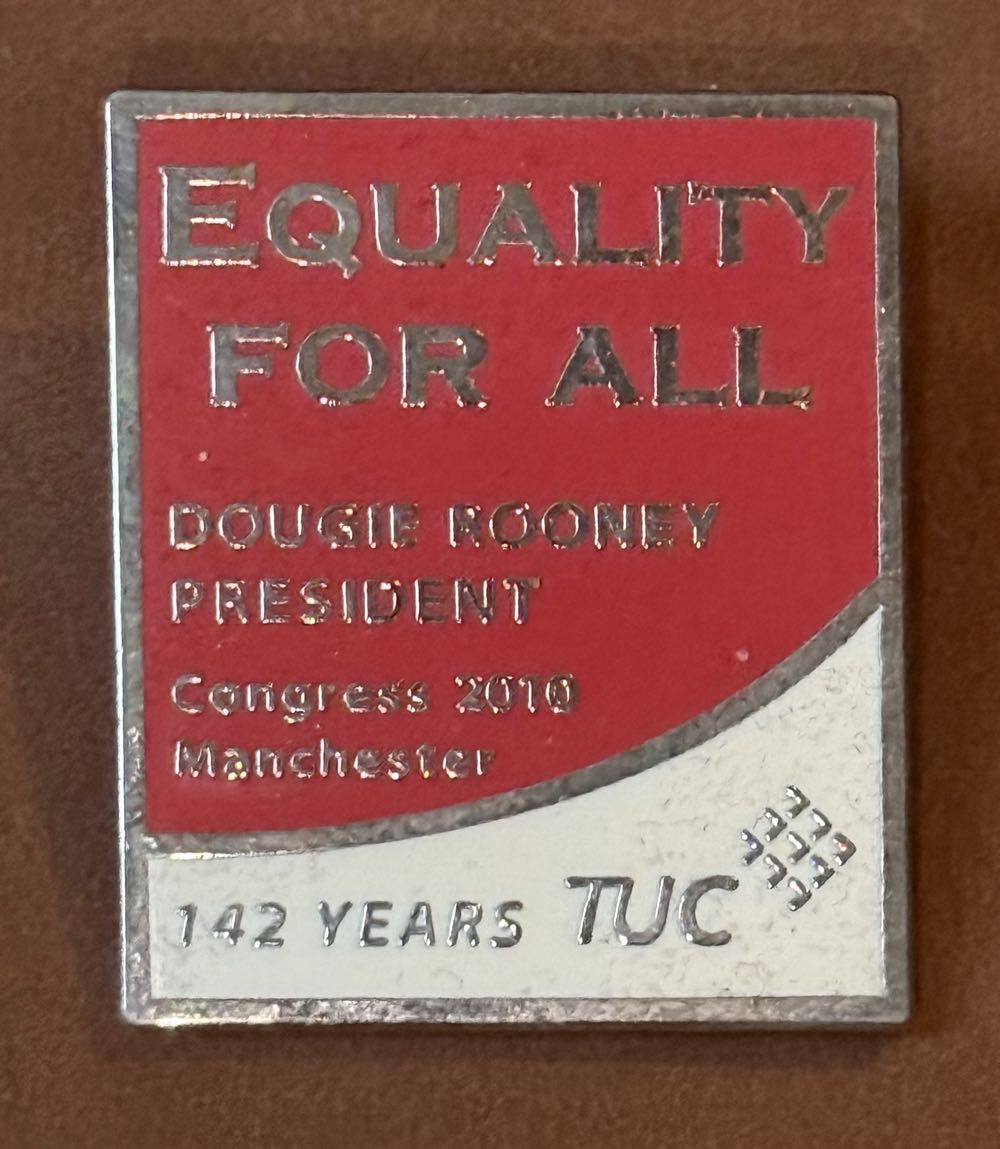 EQUALITY
FOR ALL
DOUGIE ROONEY
PRESIDENT
Congress 2010
Manchester
142 YEARS TUC